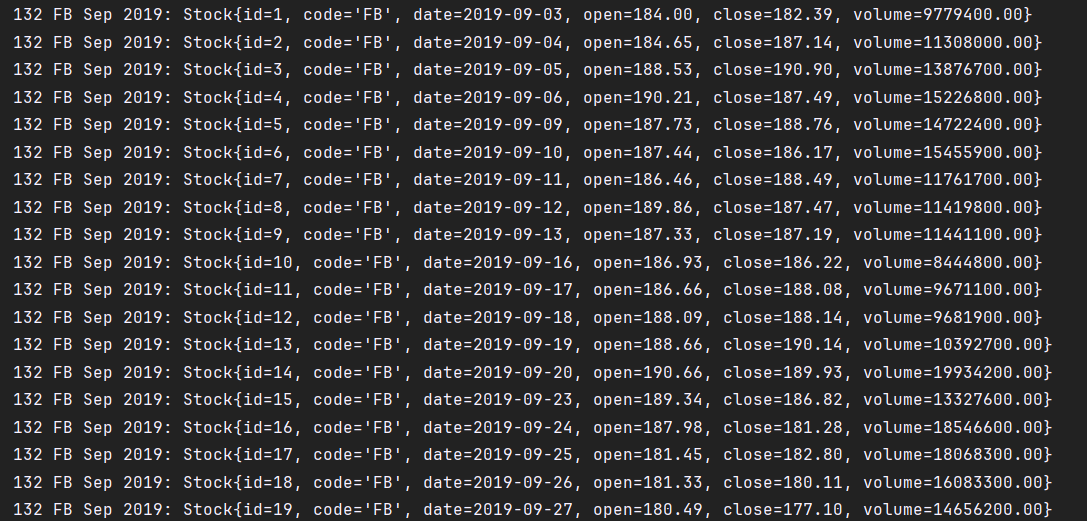 132 FB Sep 2019: Stock{id=1, code='FB', date=2019-09-03, open=184.00, close=182.39, volume=9779400.00}
132 FB Sep 2019: Stock{id=2, code='FB', date=2019-09-04, open=184.65, close=187.14, volume=11308000.00}
132 FB Sep 2019: Stock{id=3, code='FB', date=2019-09-05, open=188.53, close=190.90, volume=13876700.00}
132 FB Sep 2019: Stock{id=4, code='FB', date=2019-09-06, open=190.21, close=187.49, volume=15226800.00}
132 FB Sep 2019: Stock{id=5, code='FB', date=2019-09-09, open=187.73, close=188.76, volume=14722400.00}
132 FB Sep 2019: Stock{id=6, code='FB', date=2019-09-10, open=187.44, close=186.17, volume=15455900.00}
132 FB Sep 2019: Stock{id=7, code='FB', date=2019-09-11, open=186.46, close=188.49, volume=11761700.00}
132 FB Sep 2019: Stock{id=8, code='FB', date=2019-09-12, open=189.86, close=187.47, volume=11419800.00}
132 FB Sep 2019: Stock{id=9, code='FB', date=2019-09-13, open=187.33, close=187.19, volume=11441100.00}
132 FB Sep 2019: Stock{id=10, code='FB', date=2019-09-16, open=186.93, close=186.22, volume=8444800.00}
132 FB Sep 2019: Stock{id=11, code='FB', date=2019-09-17, open=186.66, close=188.08, volume=9671100.00}
132 FB Sep 2019: Stock{id=12, code='FB', date=2019-09-18, open=188.09, close=188.14, volume=9681900.00}
132 FB Sep 2019: Stock{id=13, code='FB', date=2019-09-19, open=188.66, close=190.14, volume=10392700.00}
132 FB Sep 2019: Stock{id=14, code='FB', date=2019-09-20, open=190.66, close=189.93, volume=19934200.00}
132 FB Sep 2019: Stock{id=15, code='FB', date=2019-09-23, open=189.34, close=186.82, volume=13327600.00}
132 FB Sep 2019: Stock{id=16, code='FB', date=2019-09-24, open=187.98, close=181.28, volume=18546600.00}
132 FB Sep 2019: Stock{id=17, code='FB', date=2019-09-25, open=181.45, close=182.80, volume=18068300.00}
132 FB Sep 2019: Stock{id=18, code='FB', date=2019-09-26, open=181.33, close=180.11, volume=16083300.00}
132 FB Sep 2019: Stock{id=19, code='FB', date=2019-09-27, open=180.49, close=177.10, volume=14656200.00}